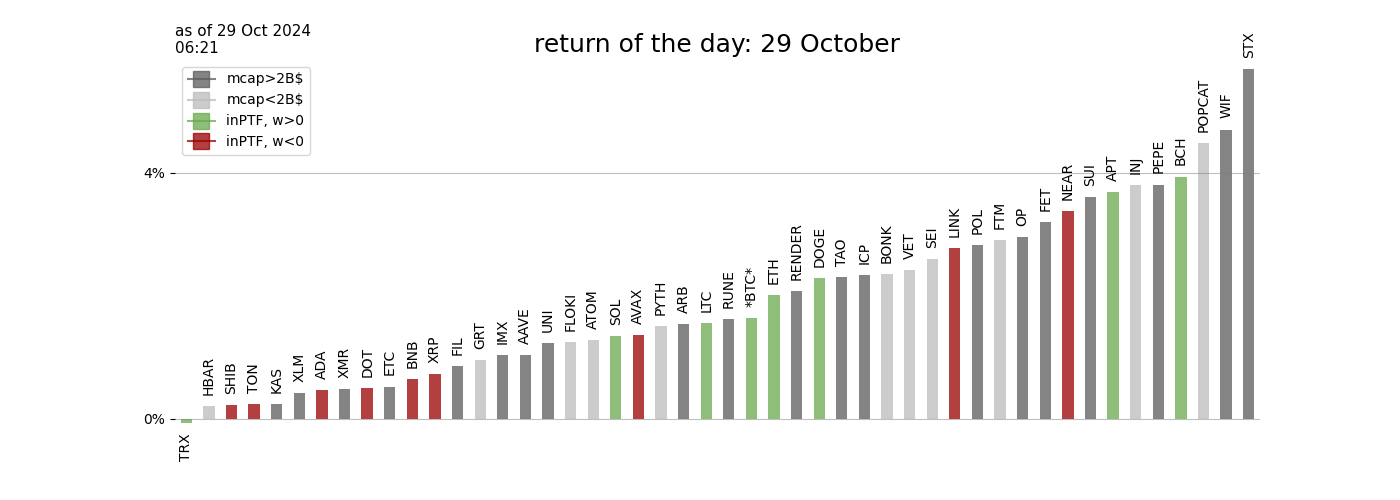 as of 29 Oct 2024
06:21
return of the day: 29 October
mcap>2B$
mcap<2B$
inPTF, w>0
inPTF, w<0
4%
0%
TRX
HBAR
SHIB
TON
KAS
XLM
ADA
XMR
DOT
ETC
BNB
XRP
FIL
GRT
IMX
AAVE
UNI
FLOKI
ATOM
SOL
AVAX
PYTH
ARB
LTC
RUNE
*BTC*
ETH
RENDER
DOGE
TAO
ICP
BONK
VET
SEI
LINK
POL
FTM
OP
FET
NEAR
SUI
APT
INJ
PEPE
BCH
POPCAT
WIF
STX